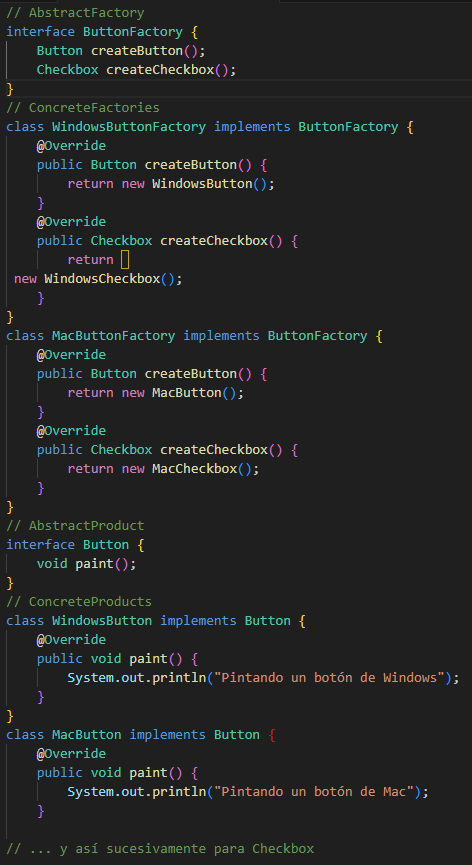 // AbstractFactory
interface ButtonFactory {
    Button createButton();
    Checkbox createCheckbox();
}
// ConcreteFactories
class WindowsButtonFactory implements ButtonFactory {
    @Override
    public Button createButton() {
        return new WindowsButton();
    }
    @Override
    public Checkbox createCheckbox() {
        return
 new WindowsCheckbox();
    }
}
class MacButtonFactory implements ButtonFactory {
    @Override
    public Button createButton() {
        return new MacButton();
    }
    @Override
    public Checkbox createCheckbox() {
        return new MacCheckbox();
    }
}
// AbstractProduct
interface Button {
    void paint();
}
// ConcreteProducts
class WindowsButton implements Button {
    @Override
    public void paint() {
        System.out.println("Pintando un botón de Windows");
    }
}
class MacButton implements Button {
    @Override
    public void paint() {
        System.out.println("Pintando un botón de Mac");
    }

// ... y así sucesivamente para Checkbox